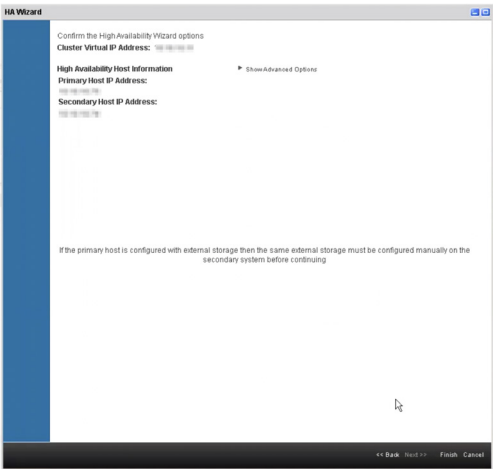 HA Wizard
Confirm the High Availability Wizard options
Cluster Virtual IP Address:
High Availability Host Information
Show Advanced Options
Primary Host IP Address:
Secondary Host IP Address:
If the primary host is configured with external storage then the same external storage must be configured manually on the
secondary system before continuing
<< Back Next >> Finish Cancel